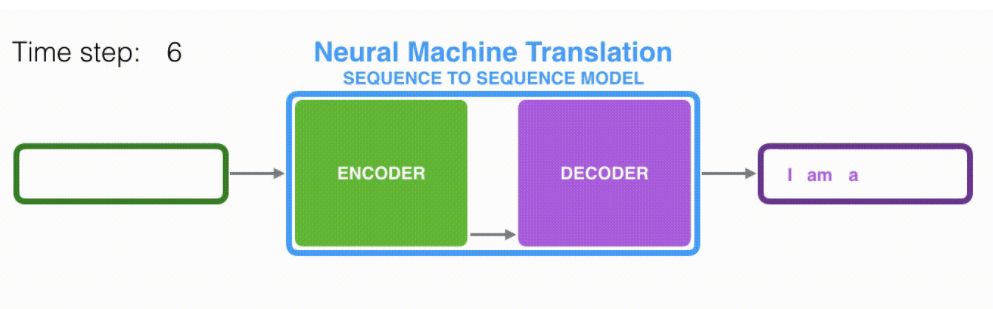 Time step: 6
Neural Machine Translation
SEQUENCE TO SEQUENCE MODEL
ENCODER
DECODER
I am a